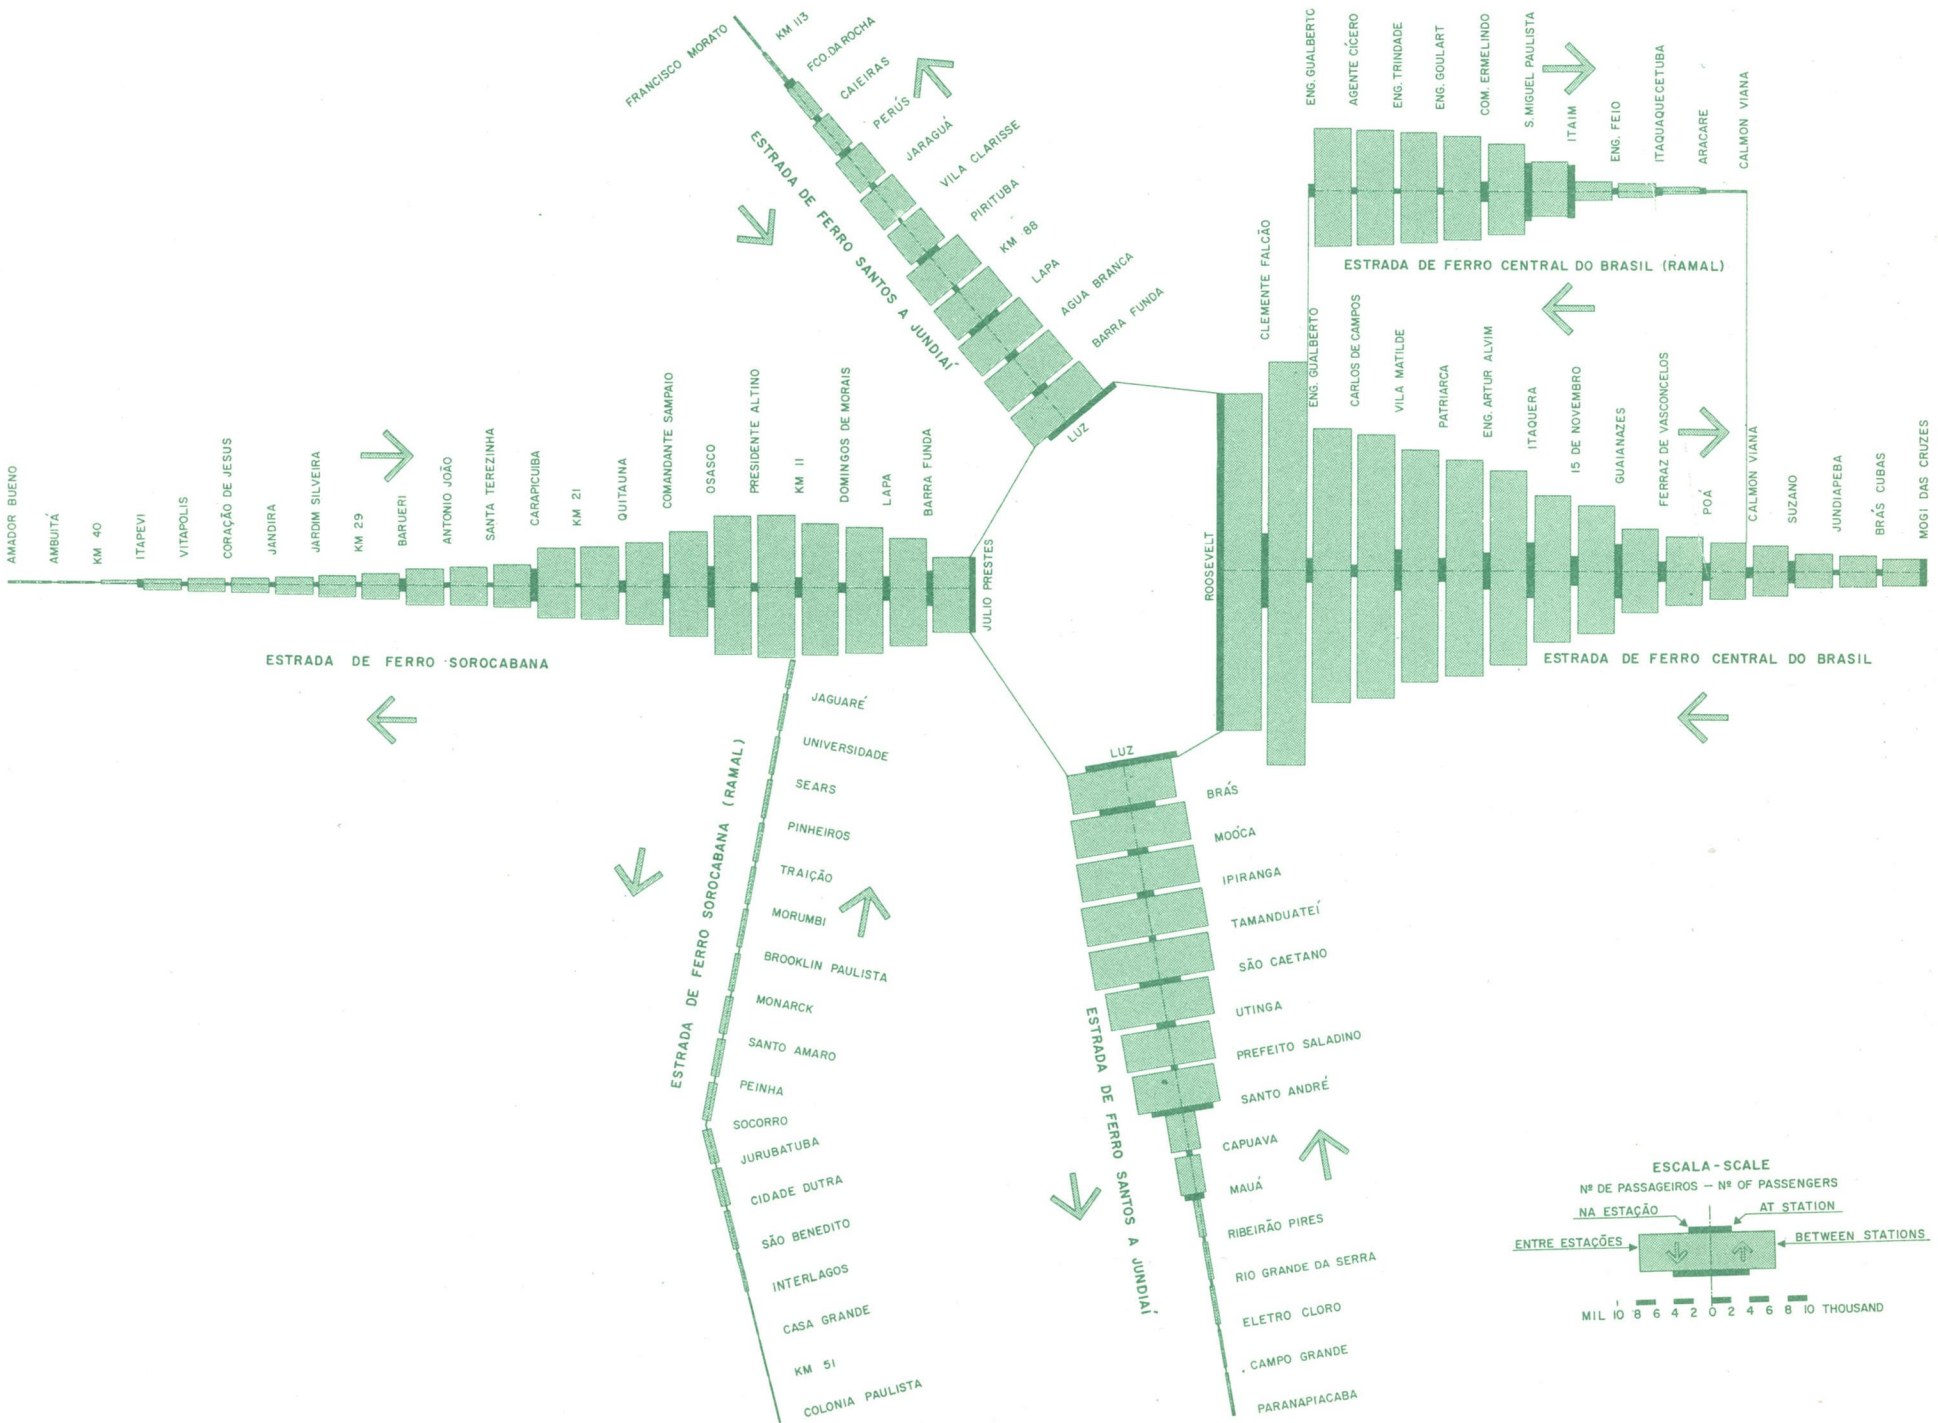 FRANCISCO MORATO
KM 113
FCO.DA ROCHA
CAIEIRAS
PERÚS
JARAGUÁ
VILA CLARISSE
PIRITUBA
KM 88
LAPA
AGUA BRANCA
BARRA FUNDA
LUZ
ESTRADA DE FERRO SANTOS A JUNDIAÍ
ENG. GUALBERTO
AGENTE CÍCERO
ENG. TRINDADE
ENG. GOULART
COM. ERMELINDO
S. MIGUEL PAULISTA
ITAIM
ENG. FEIO
ITAQUAQUECETUBA
ARACARE
CALMON VIANA
ESTRADA DE FERRO CENTRAL DO BRASIL (RAMAL)
AMADOR BUENO
AMBUITÁ
KM 40
ITAPEVI
VITAPOLIS
CORAÇÃO DE JESUS
JANDIRA
JARDIM SILVEIRA
KM 29
BARUERI
ANTONIO JOÃO
SANTA TEREZINHA
CARAPICUIBA
KM 21
QUITAUNA
COMANDANTE SAMPAIO
OSASCO
PRESIDENTE ALTINO
KM 11
DOMINGOS DE MORAIS
LAPA
BARRA FUNDA
JULIO PRESTES
ESTRADA DE FERRO SOROCABANA
ROOSEVELT
CLEMENTE FALCÃO
ENG. GUALBERTO
CARLOS DE CAMPOS
VILA MATILDE
PATRIARCA
ENG. ARTUR ALVIM
ITAQUERA
15 DE NOVEMBRO
GUAIANAZES
FERRAZ DE VASCONCELOS
POÁ
CALMON VIANA
SUZANO
JUNDIAPEBA
BRÁS CUBAS
MOGI DAS CRUZES
ESTRADA DE FERRO CENTRAL DO BRASIL
JAGUARÉ
UNIVERSIDADE
SEARS
PINHEIROS
TRAIÇÃO
MORUMBI
BROOKLIN PAULISTA
MONARCK
SANTO AMARO
PEINHA
SOCORRO
JURUBATUBA
CIDADE DUTRA
SÃO BENEDITO
INTERLAGOS
CASA GRANDE
KM 51
COLONIA PAULISTA
ESTRADA DE FERRO SOROCABANA (RAMAL)
LUZ
BRÁS
MOÓCA
IPIRANGA
TAMANDUATEÍ
SÃO CAETANO
UTINGA
PREFEITO SALADINO
SANTO ANDRÉ
CAPUAVA
MAUÁ
RIBEIRÃO PIRES
RIO GRANDE DA SERRA
ELETRO CLORO
CAMPO GRANDE
PARANAPIACABA
ESTRADA DE FERRO SANTOS A JUNDIAÍ
ESCALA - SCALE
Nº DE PASSAGEIROS — Nº OF PASSENGERS
NA ESTAÇÃO AT STATION
ENTRE ESTAÇÕES BETWEEN STATIONS
MIL 10 8 6 4 2 0 2 4 6 8 10 THOUSAND